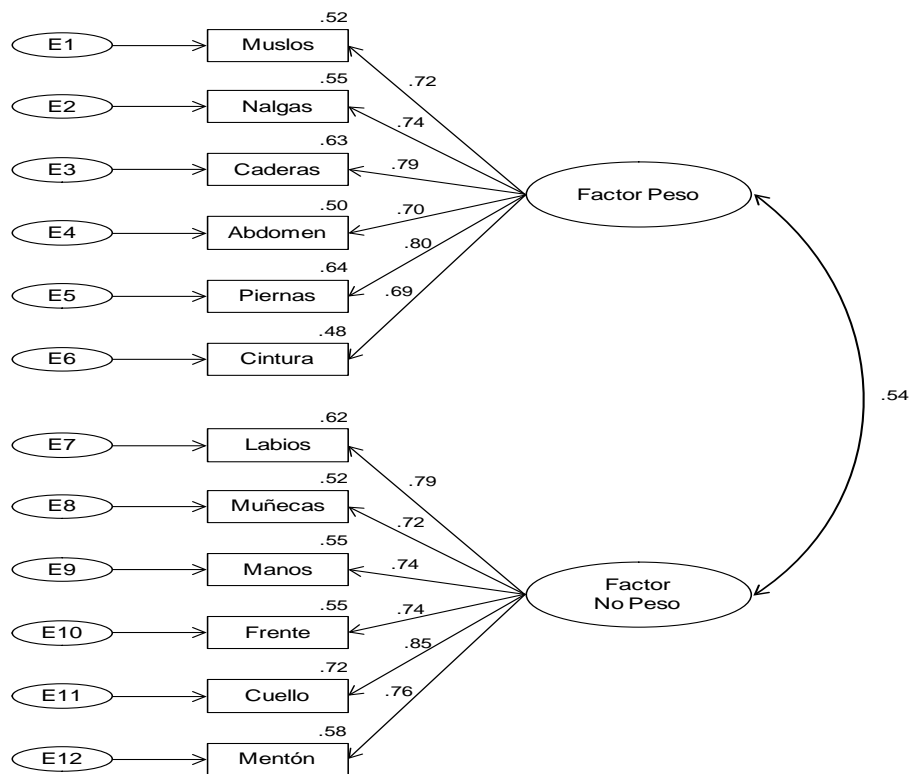 .52
E1 Muslos
.72
.55
E2 Nalgas
.74
.63
E3 Caderas
.79
Factor Peso
.50
E4 Abdomen
.70
.80
.64
E5 Piernas
.69
.48
E6 Cintura
.54
.62
E7 Labios
.79
.52
E8 Muñecas
.72
.55
E9 Manos
.74
Factor
No Peso
.55
E10 Frente
.74
.85
.72
E11 Cuello
.76
.58
E12 Mentón